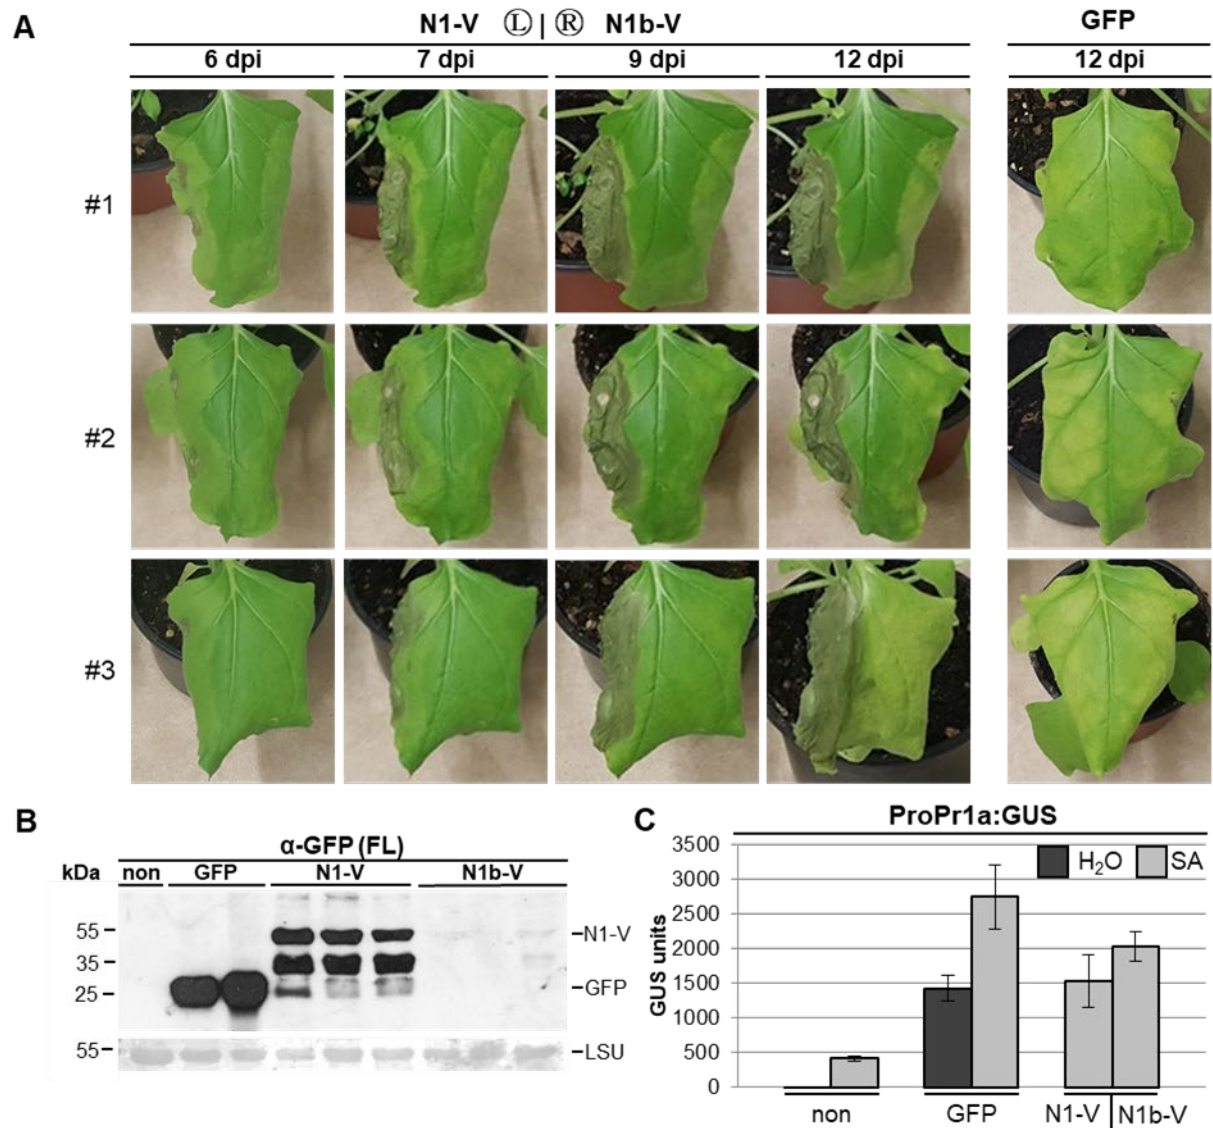 A
N1-V Ⓛ | Ⓡ N1b-V
GFP
6 dpi 7 dpi 9 dpi 12 dpi 12 dpi
#1
#2
#3
B
α-GFP (FL)
kDa non GFP N1-V N1b-V
55
35
25
N1-V
GFP
55
LSU
C
ProPr1a:GUS
H₂O SA
GUS units
3500
3000
2500
2000
1500
1000
500
0
non GFP N1-V N1b-V